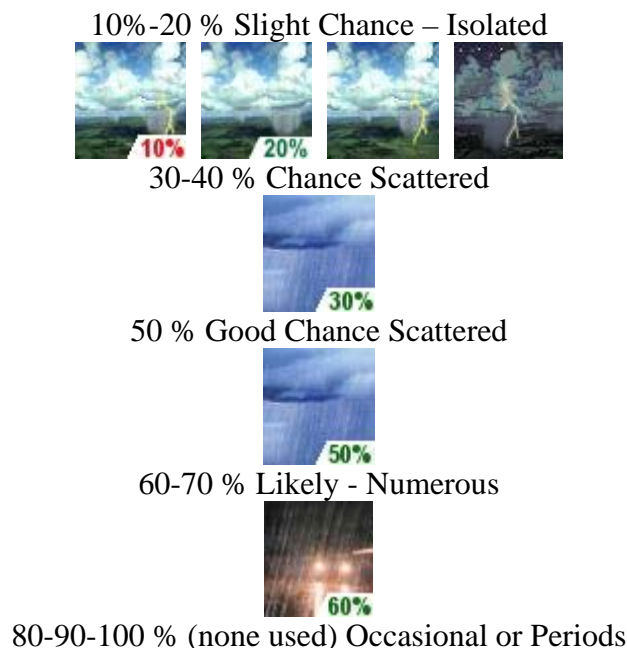 10%-20 % Slight Chance – Isolated
10% 20%
30-40 % Chance Scattered
30%
50 % Good Chance Scattered
50%
60-70 % Likely - Numerous
60%
80-90-100 % (none used) Occasional or Periods